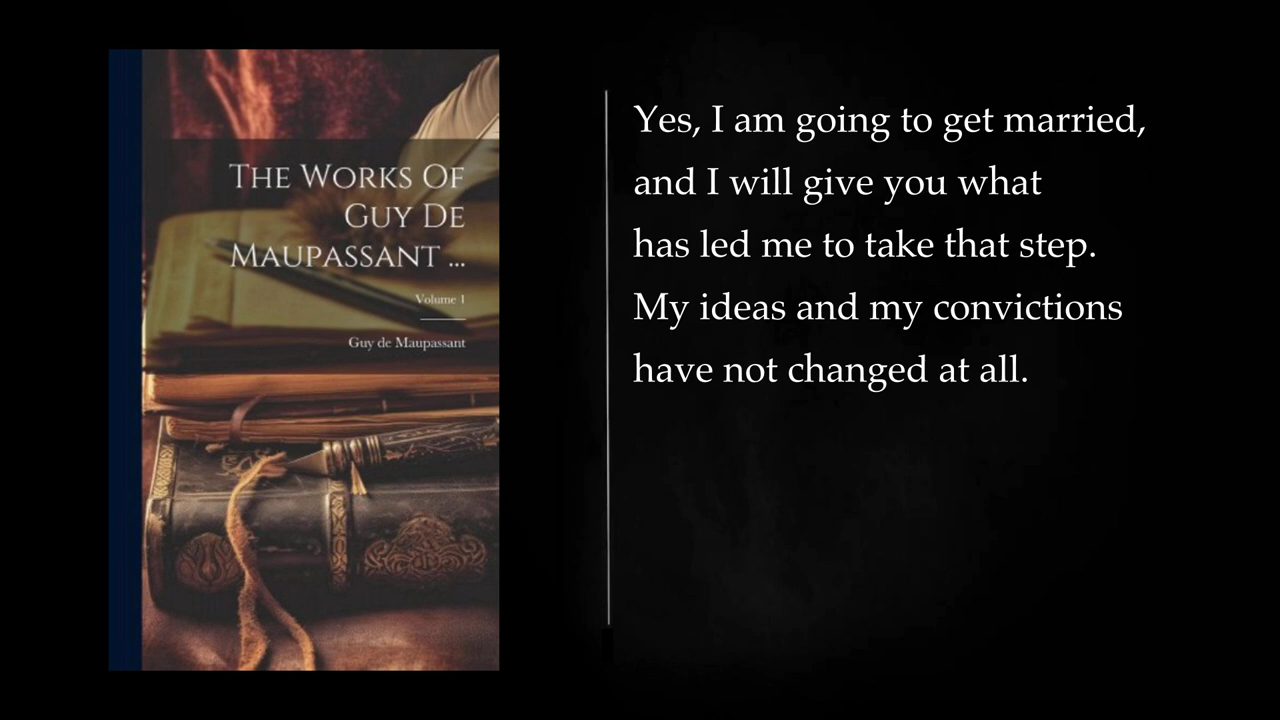 THE WORKS OF
GUY DE
MAUPASSANT ...
Volume 1
Guy de Maupassant
Yes, I am going to get married,
and I will give you what
has led me to take that step.
My ideas and my convictions
have not changed at all.